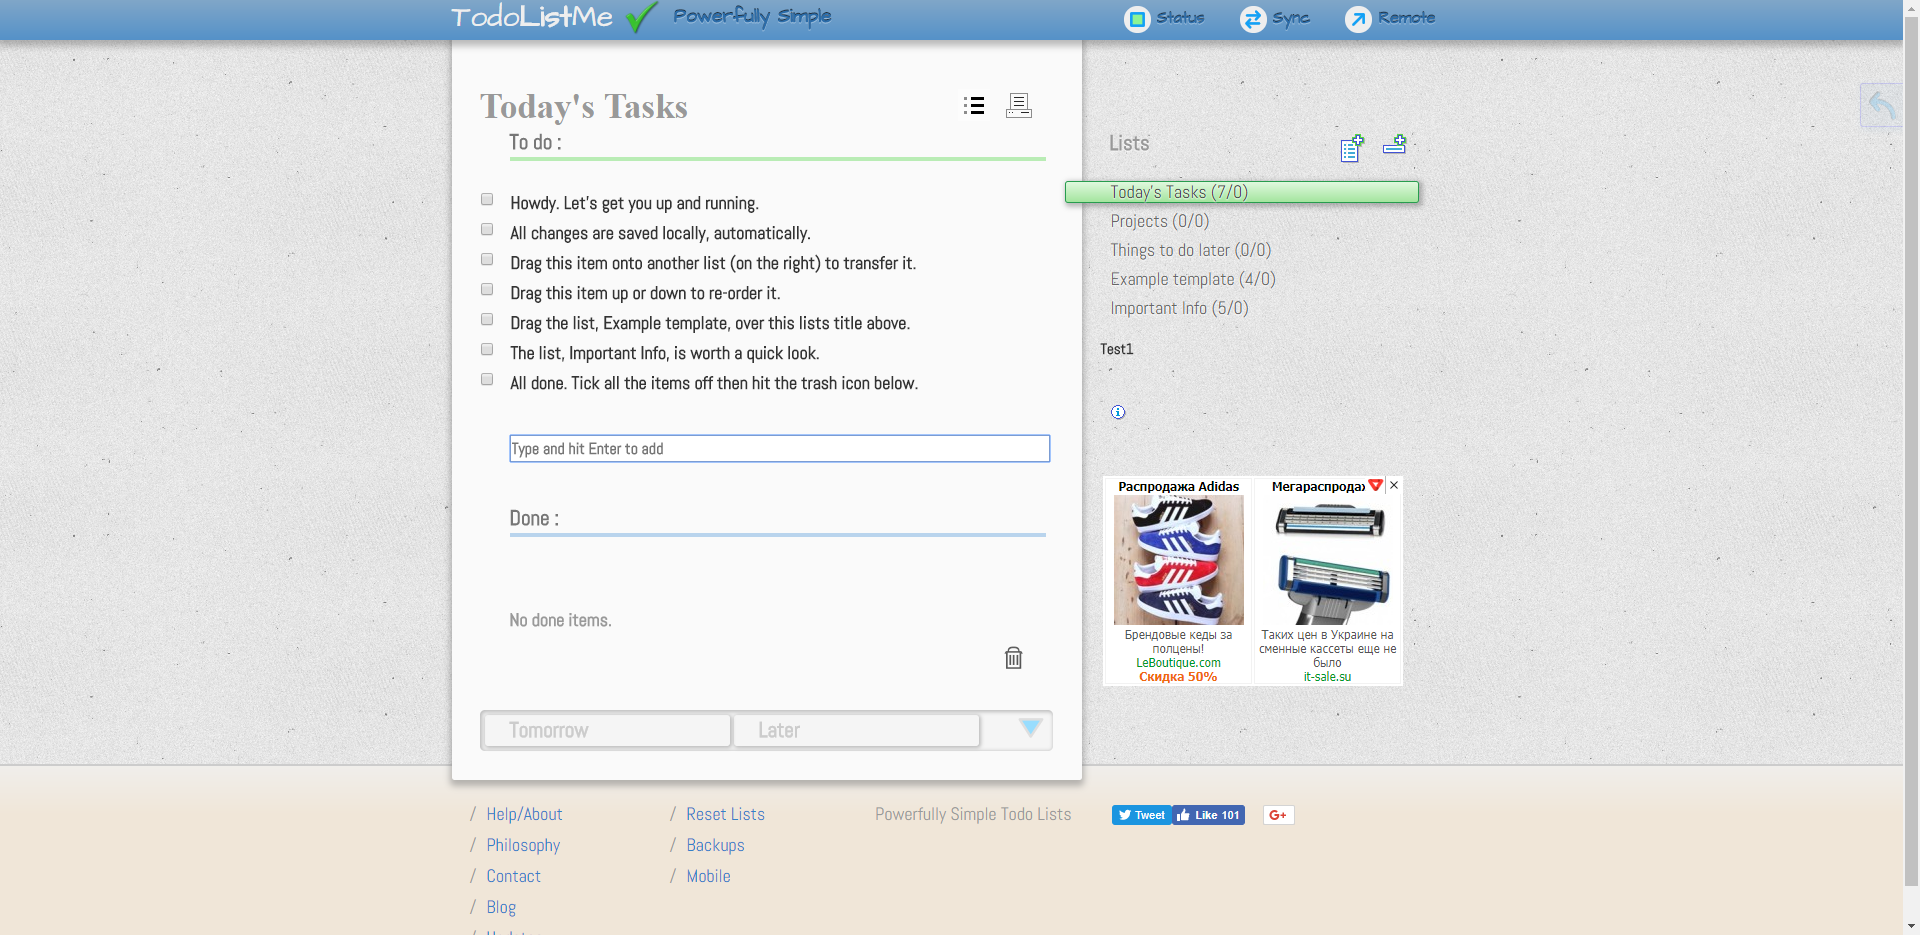 TodoListMe
Powerfully Simple
Status
Sync
Remote
Today's Tasks
To do :
Howdy. Let's get you up and running.
All changes are saved locally, automatically.
Drag this item onto another list (on the right) to transfer it.
Drag this item up or down to re-order it.
Drag the list, Example template, over this lists title above.
The list, Important Info, is worth a quick look.
All done. Tick all the items off then hit the trash icon below.
Type and hit Enter to add
Done :
No done items.
Tomorrow
Later
Lists
Today's Tasks (7/0)
Projects (0/0)
Things to do later (0/0)
Example template (4/0)
Important Info (5/0)
Test1
Распродажа Adidas
Брендовые кеды за
полцены!
LeBoutique.com
Скидка 50%
Мегараспродаж
Таких цен в Украине на
сменные кассеты еще не
было
it-sale.su
/ Help/About
/ Philosophy
/ Contact
/ Blog
/ Reset Lists
/ Backups
/ Mobile
Powerfully Simple Todo Lists
Tweet
Like 101
G+